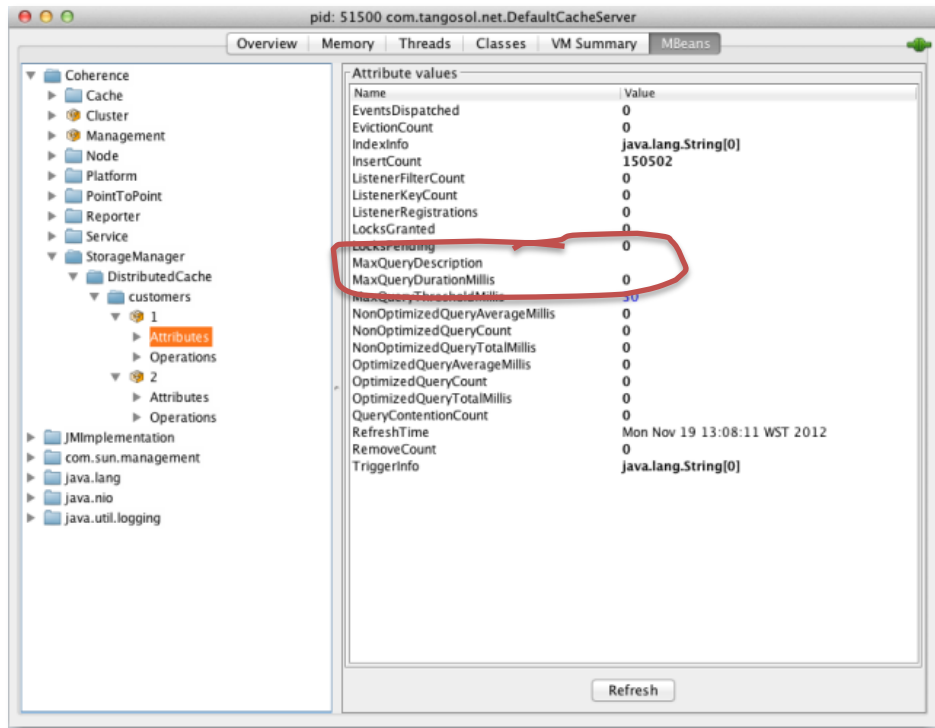 pid: 51500 com.tangosol.net.DefaultCacheServer
Overview Memory Threads Classes VM Summary MBeans
Coherence
Cache
Cluster
Management
Node
Platform
PointToPoint
Reporter
Service
StorageManager
DistributedCache
customers
1
Attributes
Operations
2
Attributes
Operations
JMImplementation
com.sun.management
java.lang
java.nio
java.util.logging
Attribute values
Name Value
EventsDispatched 0
EvictionCount 0
IndexInfo java.lang.String[0]
InsertCount 150502
ListenerFilterCount 0
ListenerKeyCount 0
ListenerRegistrations 0
LocksGranted 0
LocksPending 0
MaxQueryDescription
MaxQueryDurationMillis 0
MaxQueryThresholdMillis 30
NonOptimizedQueryAverageMillis 0
NonOptimizedQueryCount 0
NonOptimizedQueryTotalMillis 0
OptimizedQueryAverageMillis 0
OptimizedQueryCount 0
OptimizedQueryTotalMillis 0
QueryContentionCount 0
RefreshTime Mon Nov 19 13:08:11 WST 2012
RemoveCount 0
TriggerInfo java.lang.String[0]
Refresh